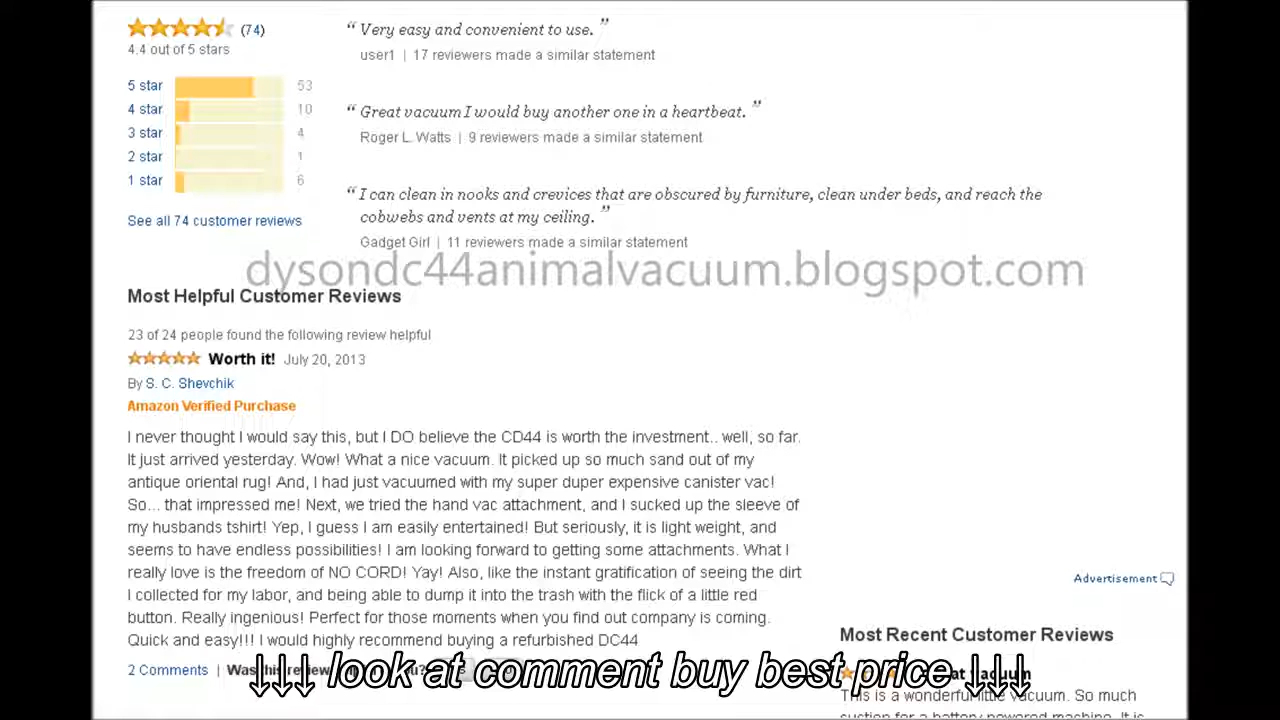 (74)
4.4 out of 5 stars
5 star 53
4 star 10
3 star 4
2 star 1
1 star 6
See all 74 customer reviews
“ Very easy and convenient to use. ”
user1 | 17 reviewers made a similar statement
“ Great vacuum I would buy another one in a heartbeat. ”
Roger L. Watts | 9 reviewers made a similar statement
“ I can clean in nooks and crevices that are obscured by furniture, clean under beds, and reach the
cobwebs and vents at my ceiling. ”
Gadget Girl | 11 reviewers made a similar statement
dysondc44animalvacuum.blogspot.com
Most Helpful Customer Reviews
23 of 24 people found the following review helpful
Worth it! July 20, 2013
By S. C. Shevchik
Amazon Verified Purchase
I never thought I would say this, but I DO believe the CD44 is worth the investment.. well, so far.
It just arrived yesterday. Wow! What a nice vacuum. It picked up so much sand out of my
antique oriental rug! And, I had just vacuumed with my super duper expensive canister vac!
So... that impressed me! Next, we tried the hand vac attachment, and I sucked up the sleeve of
my husbands tshirt! Yep, I guess I am easily entertained! But seriously, it is light weight, and
seems to have endless possibilities! I am looking forward to getting some attachments. What I
really love is the freedom of NO CORD! Yay! Also, like the instant gratification of seeing the dirt
I collected for my labor, and being able to dump it into the trash with the flick of a little red
button. Really ingenious! Perfect for those moments when you find out company is coming.
Quick and easy!!! I would highly recommend buying a refurbished DC44
2 Comments | Was this review
Advertisement
Most Recent Customer Reviews
vacuum
This is a wonderful little vacuum. So much
suction for a battery powered machine. It is
↓↓↓ look at comment buy best price ↓↓↓